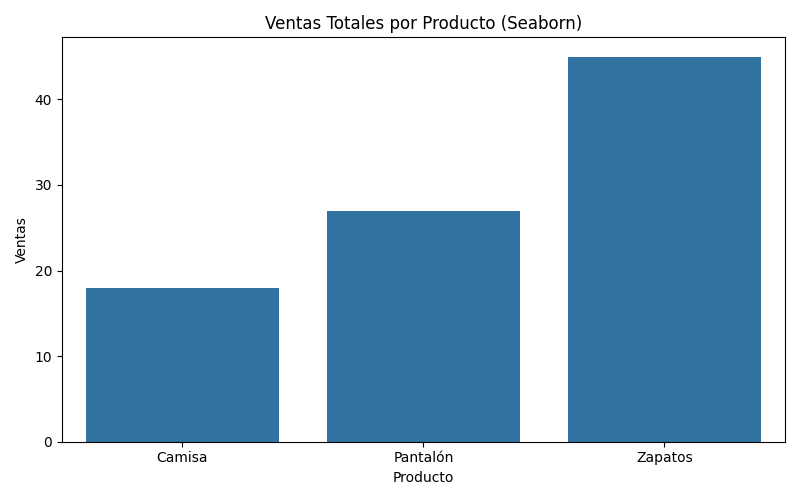 Ventas Totales por Producto (Seaborn)
Ventas
40
30
20
10
0
Camisa Pantalón Zapatos
Producto